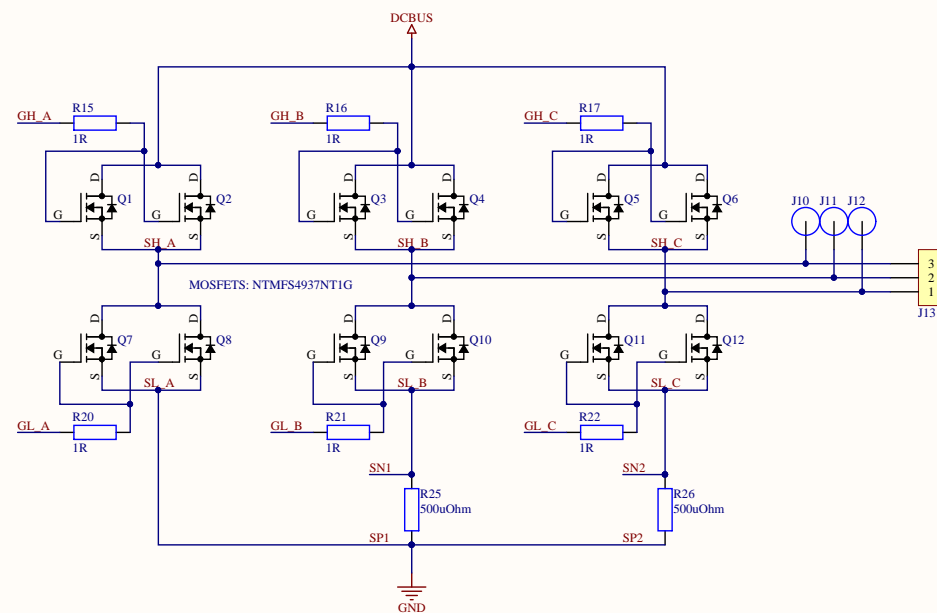 DCBUS
R15
R16
R17
GH_A
GH_B
GH_C
1R
1R
1R
D
D
D
D
D
D
Q1
Q2
Q3
Q4
Q5
Q6
J10
J11
J12
G
G
G
G
G
G
S
S
S
S
S
S
SH_A
SH_B
SH_C
3
2
1
J13
MOSFETS: NTMFS4937NT1G
D
D
D
D
D
D
Q7
Q8
Q9
Q10
Q11
Q12
G
G
G
G
G
G
S
S
S
S
S
S
SL_A
SL_B
SL_C
R20
R21
R22
GL_A
GL_B
GL_C
1R
1R
1R
SN1
SN2
R25
500uOhm
R26
500uOhm
SP1
SP2
GND